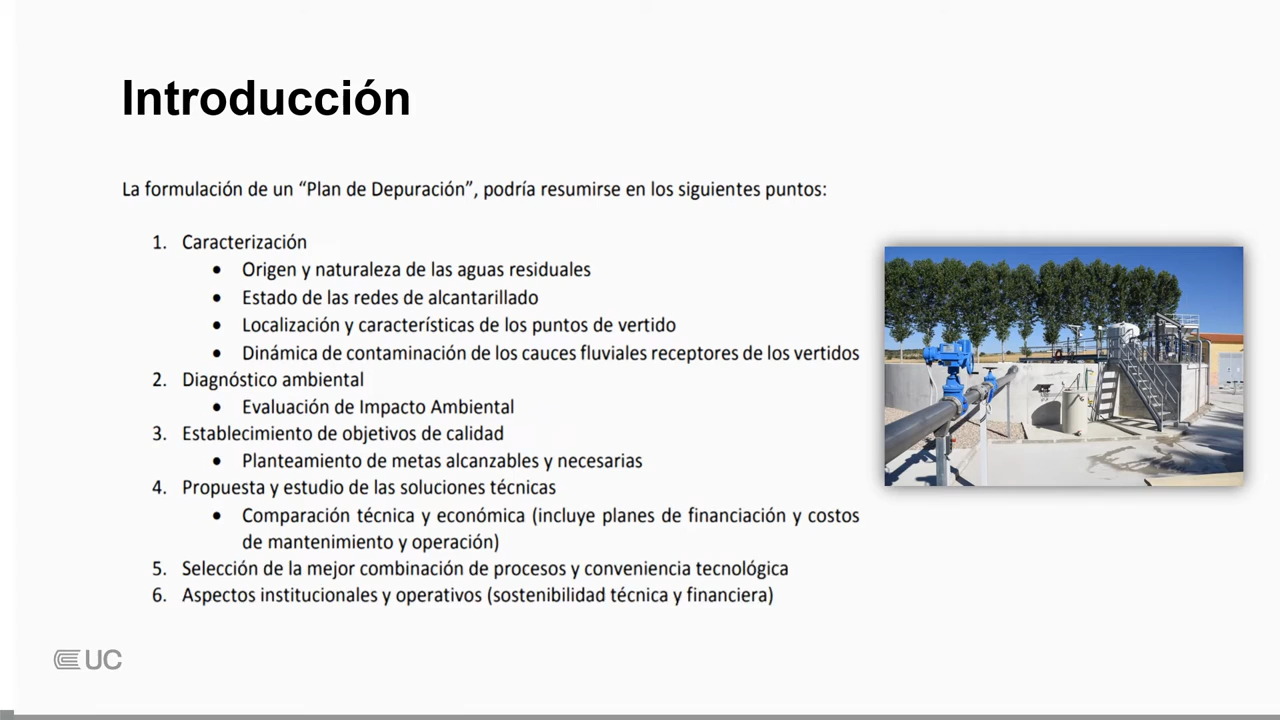 Introducción
La formulación de un “Plan de Depuración”, podría resumirse en los siguientes puntos:
1. Caracterización
• Origen y naturaleza de las aguas residuales
• Estado de las redes de alcantarillado
• Localización y características de los puntos de vertido
• Dinámica de contaminación de los cauces fluviales receptores de los vertidos
2. Diagnóstico ambiental
• Evaluación de Impacto Ambiental
3. Establecimiento de objetivos de calidad
• Planteamiento de metas alcanzables y necesarias
4. Propuesta y estudio de las soluciones técnicas
• Comparación técnica y económica (incluye planes de financiación y costos
de mantenimiento y operación)
5. Selección de la mejor combinación de procesos y conveniencia tecnológica
6. Aspectos institucionales y operativos (sostenibilidad técnica y financiera)
UC